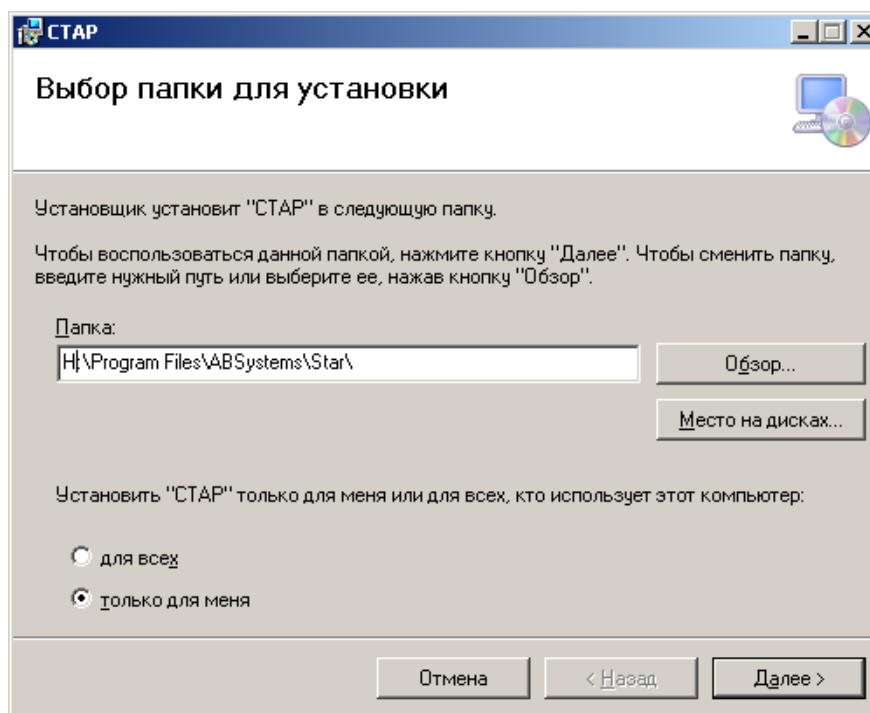 СТАР
Выбор папки для установки
Установщик установит "СТАР" в следующую папку.
Чтобы воспользоваться данной папкой, нажмите кнопку "Далее". Чтобы сменить папку,
введите нужный путь или выберите ее, нажав кнопку "Обзор".
Папка:
H:\Program Files\ABSystems\Star\
Обзор...
Место на дисках...
Установить "СТАР" только для меня или для всех, кто использует этот компьютер:
для всех
только для меня
Отмена
< Назад
Далее >